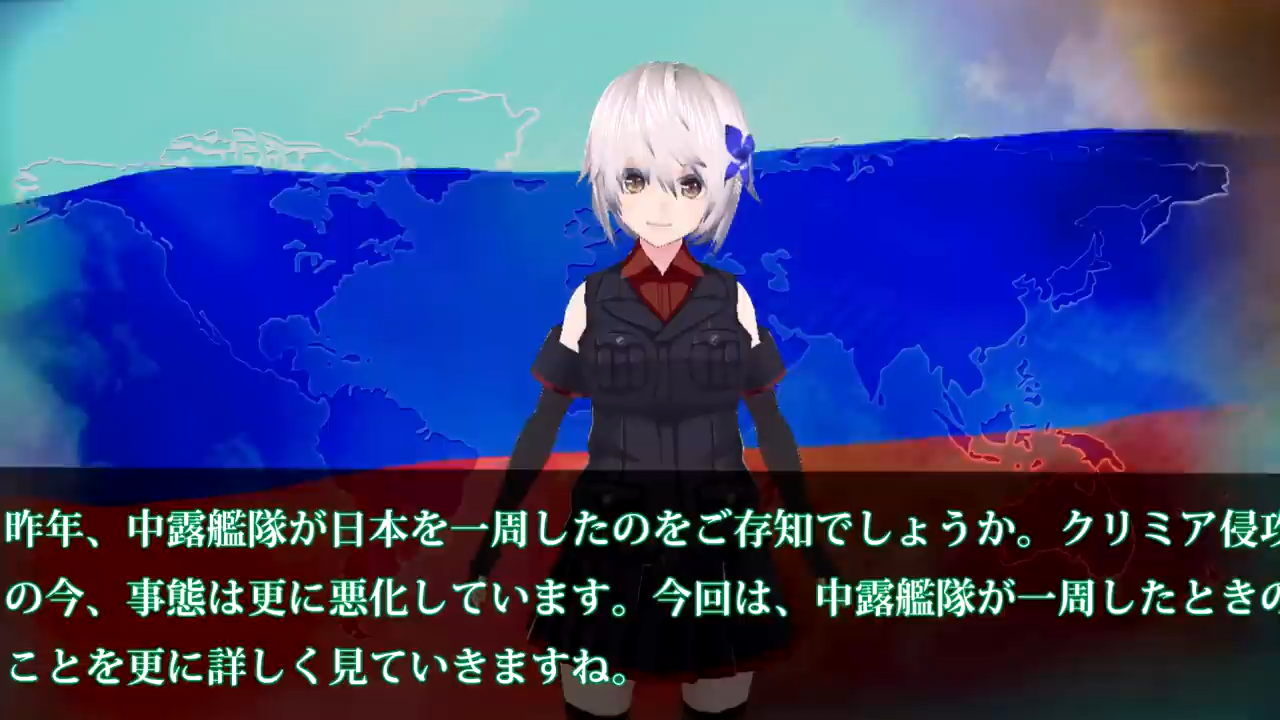 昨年、中露艦隊が日本を一周したのをご存知でしょうか。クリミア侵攻
の今、事態は更に悪化しています。今回は、中露艦隊が一周したときの
ことを更に詳しく見ていきますね。